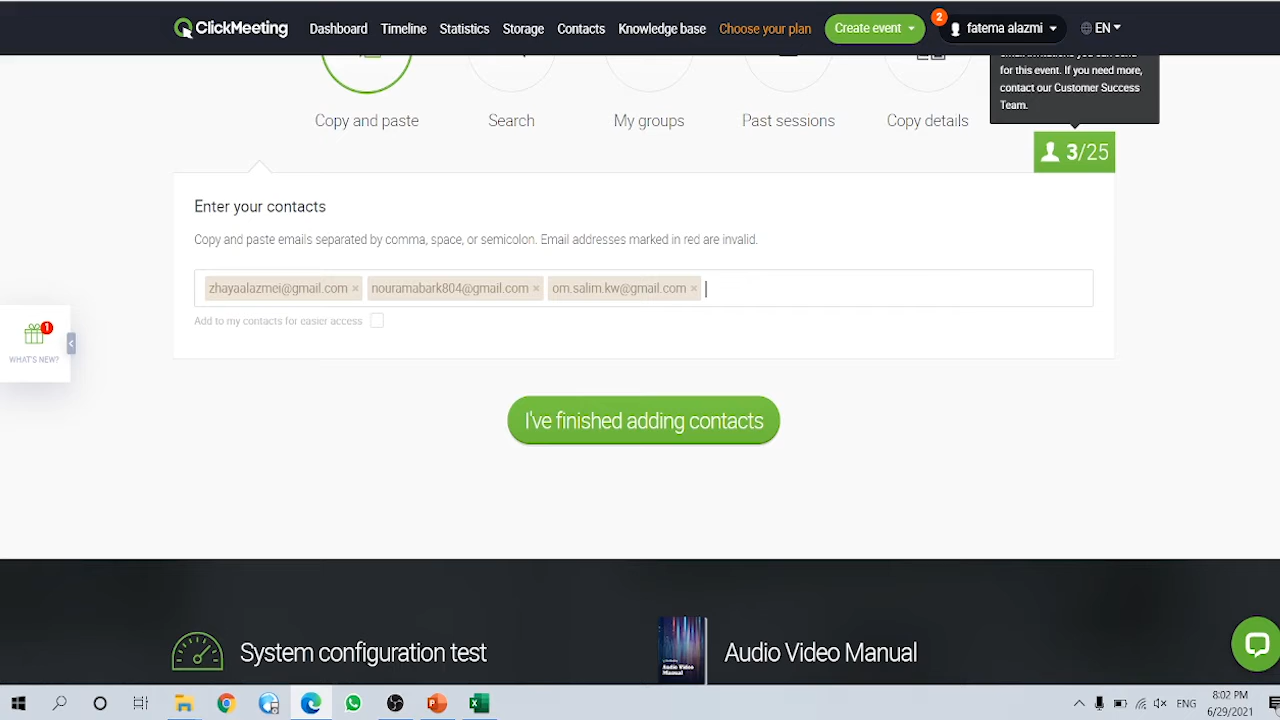 ClickMeeting Dashboard Timeline Statistics Storage Contacts Knowledge base Choose your plan Create event 2 fatema alazmi EN
for this event. If you need more,
contact our Customer Success
Team.
Copy and paste Search My groups Past sessions Copy details
3/25
Enter your contacts
Copy and paste emails separated by comma, space, or semicolon. Email addresses marked in red are invalid.
zhayaalazmei@gmail.com × nouramabark804@gmail.com × om.salim.kw@gmail.com ×
Add to my contacts for easier access
1
WHAT'S NEW?
I've finished adding contacts
System configuration test
Audio Video Manual
Audio Video
Manual
ENG
8:02 PM
6/29/2021